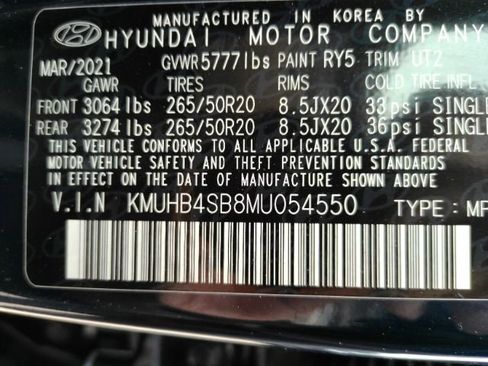 MANUFACTURED IN KOREA BY
HYUNDAI MOTOR COMPANY
MAR/2021 GVWR 5777 lbs PAINT RY5 TRIM UT2
GAWR TIRES RIMS COLD TIRE INFL
FRONT 3064 lbs 265/50R20 8.5JX20 33psi SINGLE
REAR 3274 lbs 265/50R20 8.5JX20 36psi SINGLE
THIS VEHICLE CONFORMS TO ALL APPLICABLE U.S.A. FEDERAL
MOTOR VEHICLE SAFETY AND THEFT PREVENTION STANDARDS
IN EFFECT ON THE DATE OF MANUFACTURE SHOWN ABOVE
V.I.N KMUHB4SB8MU054550 TYPE : MP